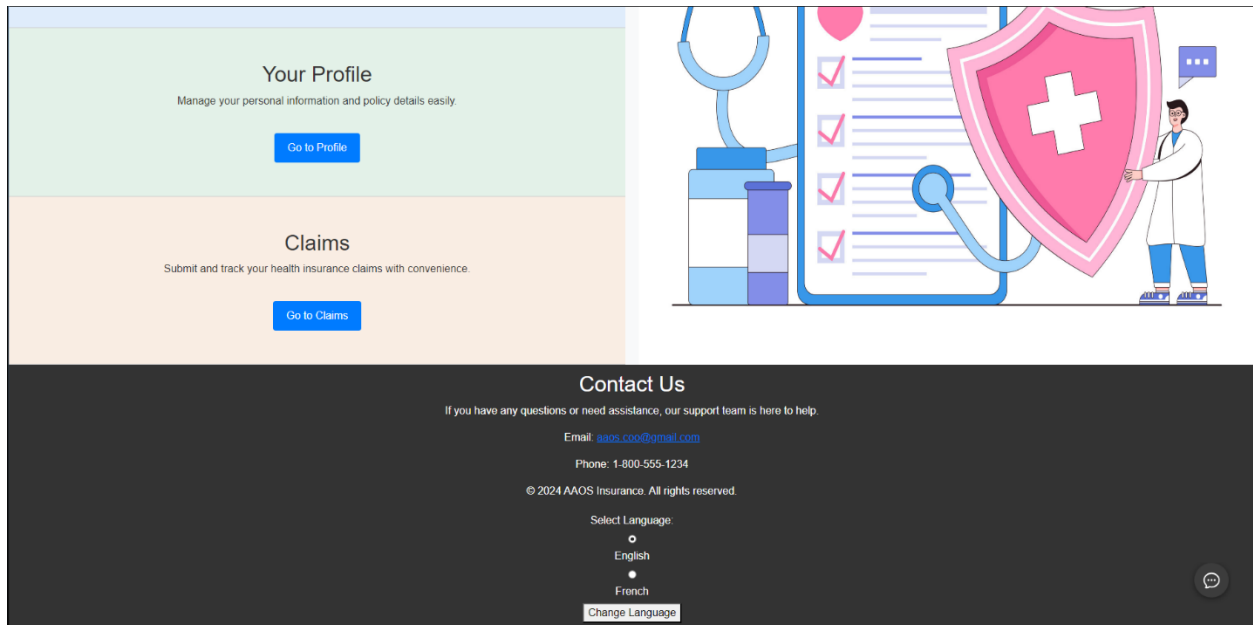 Your Profile
Manage your personal information and policy details easily.
Go to Profile
Claims
Submit and track your health insurance claims with convenience.
Go to Claims
Contact Us
If you have any questions or need assistance, our support team is here to help.
Email: aaos.coo@gmail.com
Phone: 1-800-555-1234
© 2024 AAOS Insurance. All rights reserved.
Select Language:
English
French
Change Language